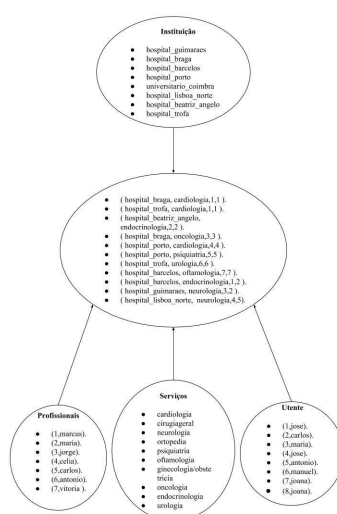 Instituição
● hospital_guimaraes
● hospital_braga
● hospital_barcelos
● hospital_porto
● universitario_coimbra
● hospital_lisboa_norte
● hospital_beatriz_angelo
● hospital_trofa
● ( hospital_braga, cardiologia,1,1 ).
● ( hospital_trofa, cardiologia,1,1 ).
● ( hospital_beatriz_angelo,
endocrinologia,2,2 ).
● ( hospital_braga, oncologia,3,3 ).
● ( hospital_porto, cardiologia,4,4 ).
● ( hospital_porto, psiquiatria,5,5 ).
● ( hospital_trofa, urologia,6,6 ).
● ( hospital_barcelos, oftamologia,7,7 ).
● ( hospital_barcelos, endocrinologia,1,2 ).
● ( hospital_guimaraes, neurologia,3,2 ).
● ( hospital_lisboa_norte, neurologia,4,5).
Profissionais
● (1,marcus).
● (2,maria).
● (3,jorge).
● (4,celia).
● (5,carlos).
● (6,antonio).
● (7,vitoria ).
Serviços
● cardiologia
● cirugiageral
● neurologia
● ortopedia
● psiquiatria
● oftamologia
● ginecologia/obste
tricia
● oncologia
● endocrinologia
● urologia
Utente
● (1,jose).
● (2,carlos).
● (3,maria).
● (4,jose).
● (5,antonio).
● (6,manuel).
● (7,joana).
● (8,joana).